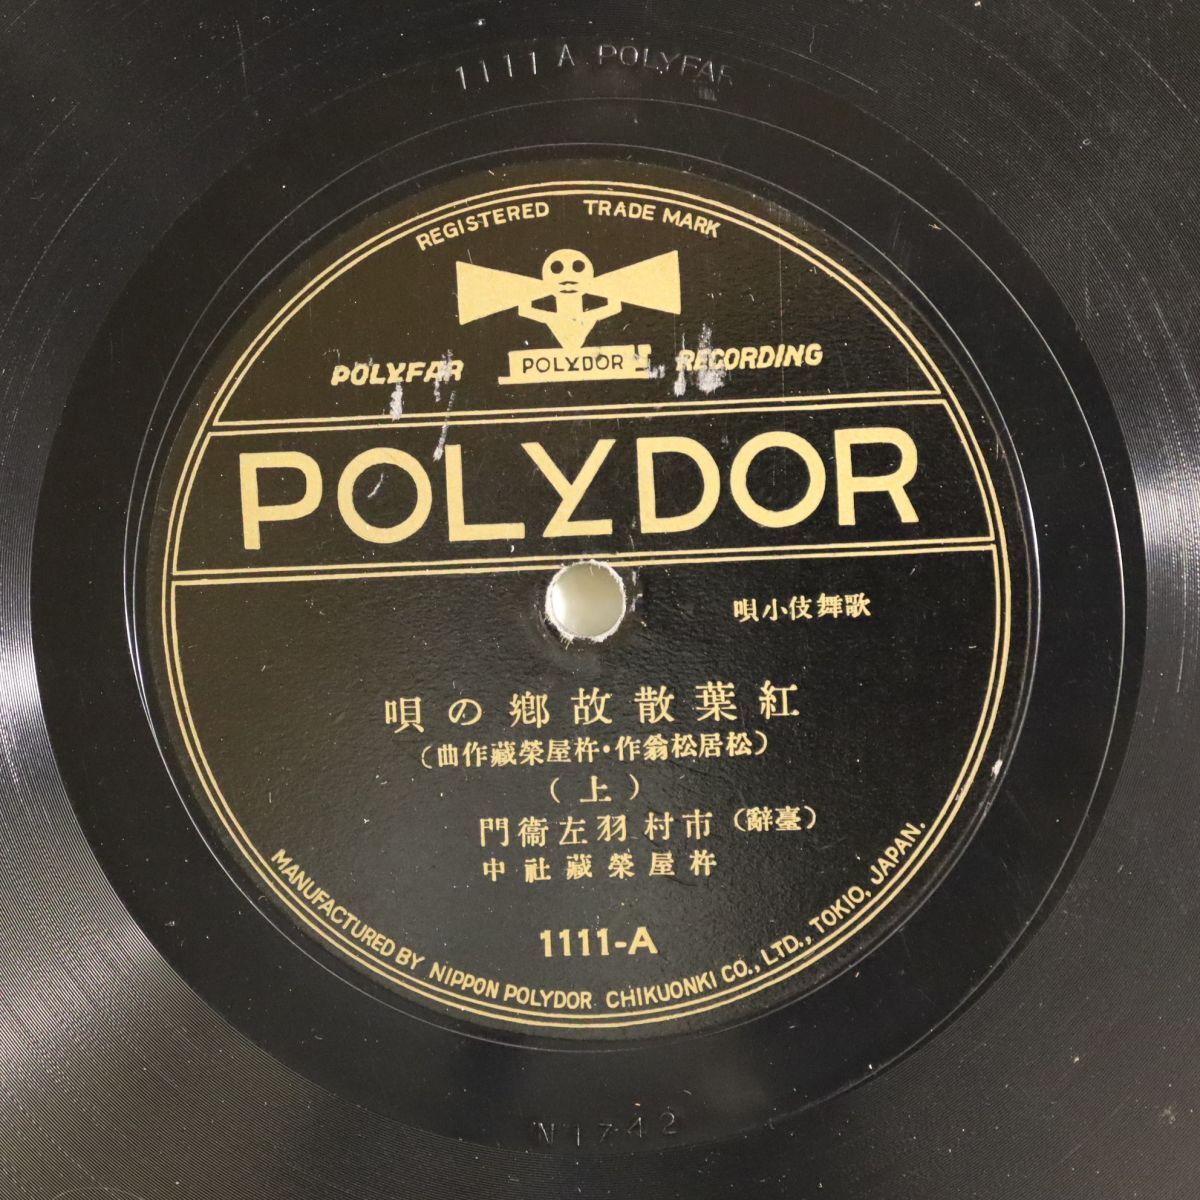 1111 A POLYFAR
REGISTERED TRADE MARK
POLYFAR POLYDOR RECORDING
POLYDOR
歌舞伎小唄
紅葉散故鄕の唄
(松居松翁作・杵屋榮藏作曲)
(上)
(臺辭) 市村羽左衞門
杵屋榮藏社中
1111-A
MANUFACTURED BY NIPPON POLYDOR CHIKUONKI CO., LTD., TOKIO, JAPAN.
N1742